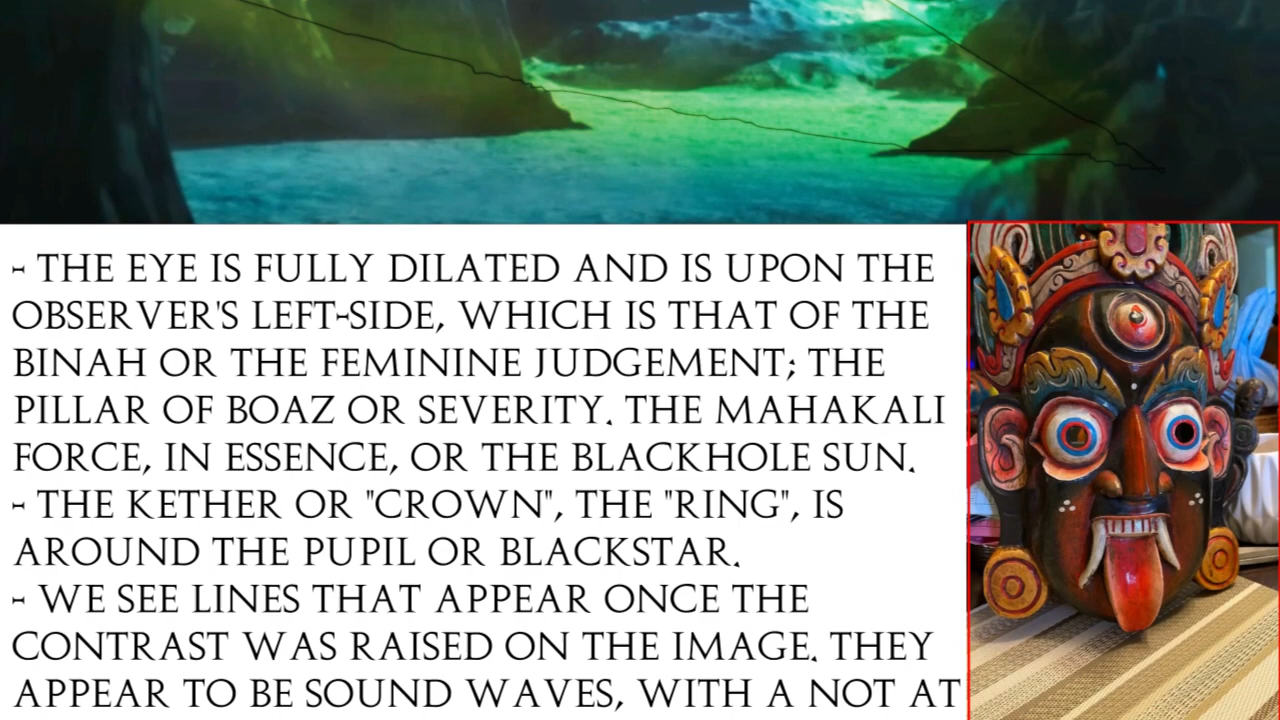 - THE EYE IS FULLY DILATED AND IS UPON THE
OBSERVER'S LEFT-SIDE, WHICH IS THAT OF THE
BINAH OR THE FEMININE JUDGEMENT; THE
PILLAR OF BOAZ OR SEVERITY. THE MAHAKALI
FORCE, IN ESSENCE, OR THE BLACKHOLE SUN.
- THE KETHER OR "CROWN", THE "RING", IS
AROUND THE PUPIL OR BLACKSTAR.
- WE SEE LINES THAT APPEAR ONCE THE
CONTRAST WAS RAISED ON THE IMAGE. THEY
APPEAR TO BE SOUND WAVES, WITH A NOT AT